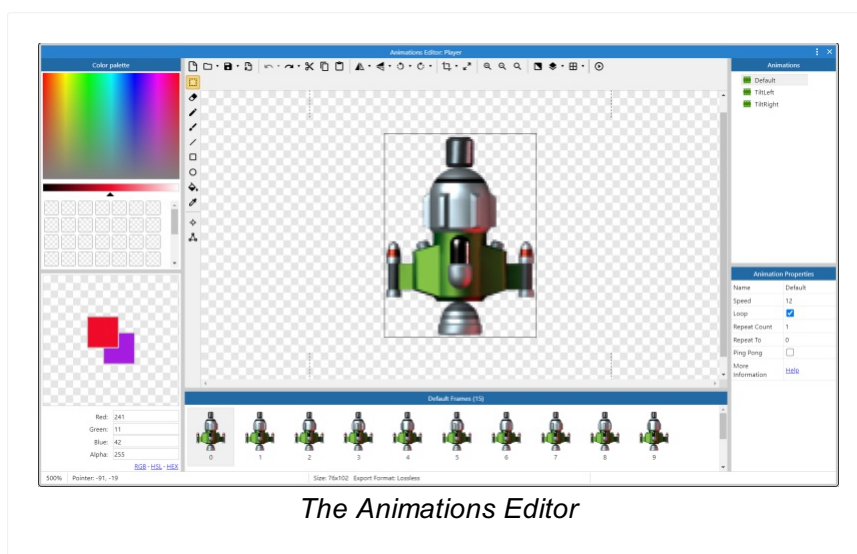 Animations Editor: Player
Color palette
Animations
Default
TiltLeft
TiltRight
Animation Properties
Name Default
Speed 12
Loop
Repeat Count 1
Repeat To 0
Ping Pong
More
Information Help
Default Frames (15)
0 1 2 3 4 5 6 7 8 9
Red: 241
Green: 11
Blue: 42
Alpha: 255
RGB - HSL - HEX
500% Pointer: -91, -19 Size: 76x102 Export Format: Lossless
The Animations Editor